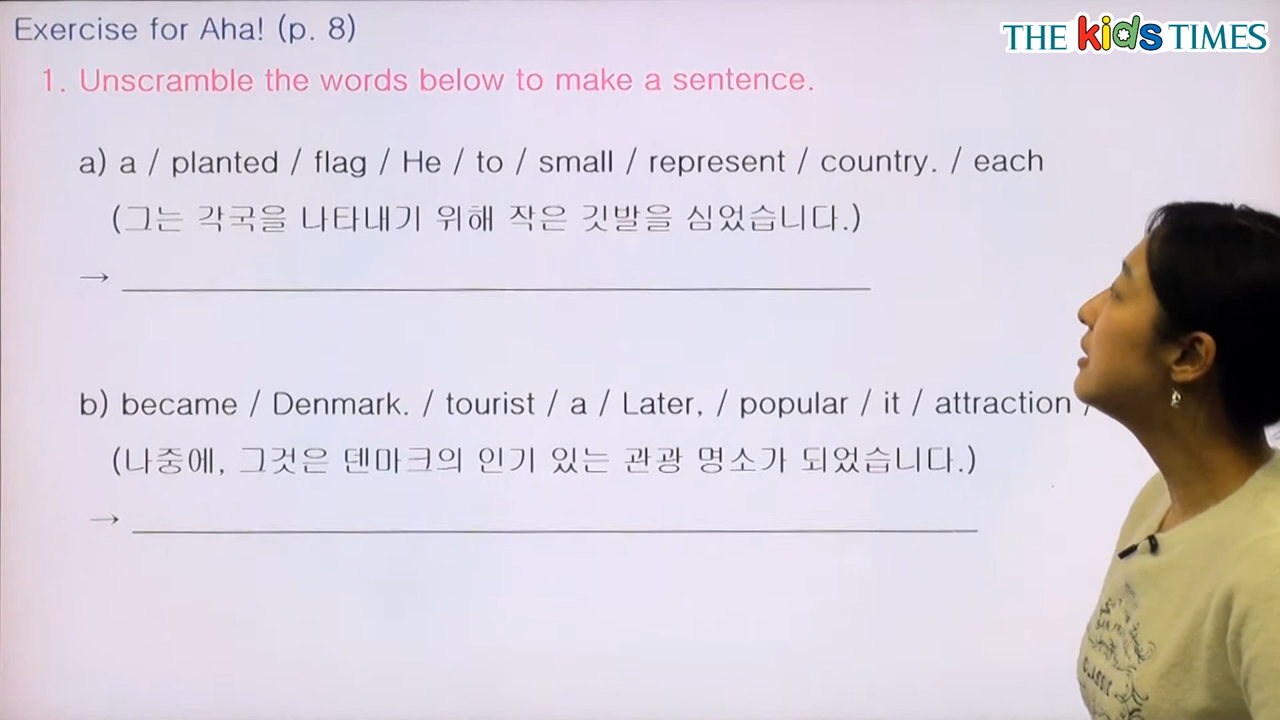 Exercise for Aha! (p. 8)
THE kids TIMES
1. Unscramble the words below to make a sentence.
a) a / planted / flag / He / to / small / represent / country. / each
(그는 각국을 나타내기 위해 작은 깃발을 심었습니다.)
→
b) became / Denmark. / tourist / a / Later, / popular / it / attraction /
(나중에, 그것은 덴마크의 인기 있는 관광 명소가 되었습니다.)
→
CLASSIC